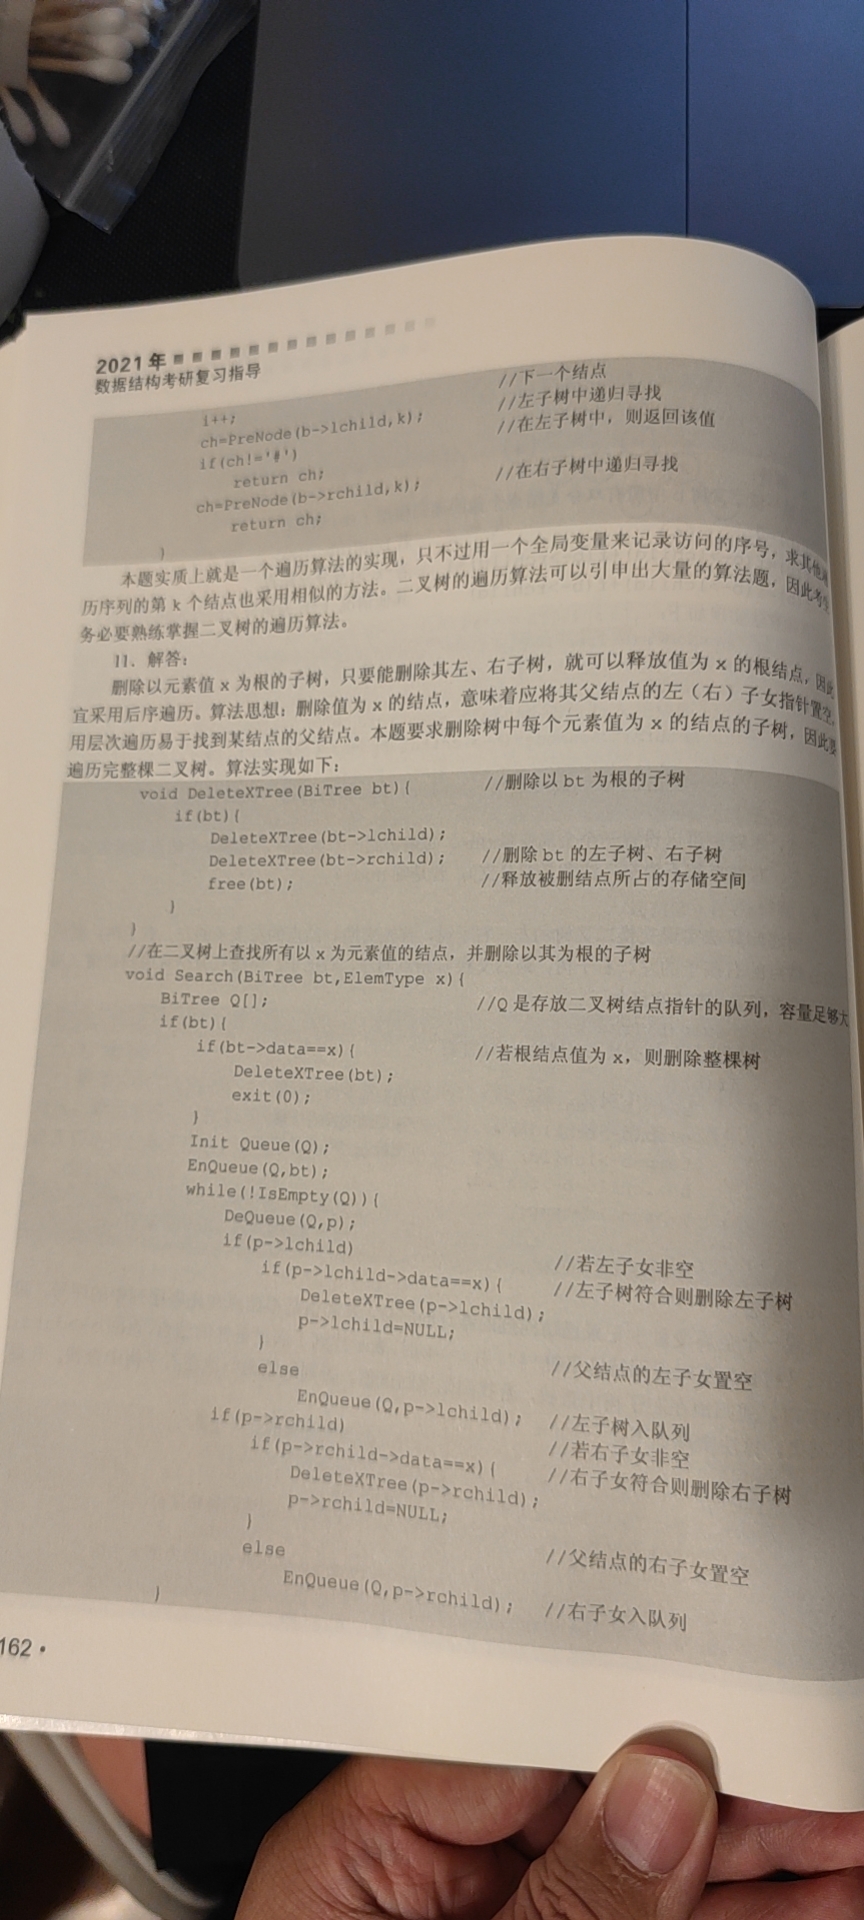 2021年
数据结构考研复习指导
i++; //下一个结点
ch=PreNode(b->lchild,k); //左子树中递归寻找
if(ch!='#') //在左子树中，则返回该值
return ch;
ch=PreNode(b->rchild,k); //在右子树中递归寻找
return ch;
}
本题实质上就是一个遍历算法的实现，只不过用一个全局变量来记录访问的序号，求其他
历序列的第 k 个结点也采用相似的方法。二叉树的遍历算法可以引申出大量的算法题，因此考
务必要熟练掌握二叉树的遍历算法。
11、解答：
删除以元素值 x 为根的子树，只要能删除其左、右子树，就可以释放值为 x 的根结点，因此
宜采用后序遍历。算法思想：删除值为 x 的结点，意味着应将其父结点的左（右）子女指针置空，
用层次遍历易于找到某结点的父结点。本题要求删除树中每个元素值为 x 的结点的子树，因此要
遍历完整棵二叉树。算法实现如下：
void DeleteXTree(BiTree bt){ //删除以 bt 为根的子树
if(bt){
DeleteXTree(bt->lchild);
DeleteXTree(bt->rchild); //删除 bt 的左子树、右子树
free(bt); //释放被删结点所占的存储空间
}
}
//在二叉树上查找所有以 x 为元素值的结点，并删除以其为根的子树
void Search(BiTree bt,ElemType x){
BiTree Q[]; //Q 是存放二叉树结点指针的队列，容量足够大
if(bt){
if(bt->data==x){ //若根结点值为 x，则删除整棵树
DeleteXTree(bt);
exit(0);
}
Init Queue(Q);
EnQueue(Q,bt);
while(!IsEmpty(Q)){
DeQueue(Q,p);
if(p->lchild) //若左子女非空
if(p->lchild->data==x){ //左子树符合则删除左子树
DeleteXTree(p->lchild);
p->lchild=NULL;
} //父结点的左子女置空
else
EnQueue(Q,p->lchild); //左子树入队列
if(p->rchild) //若右子女非空
if(p->rchild->data==x){ //右子女符合则删除右子树
DeleteXTree(p->rchild);
p->rchild=NULL;
} //父结点的右子女置空
else
EnQueue(Q,p->rchild); //右子女入队列
}
162 •